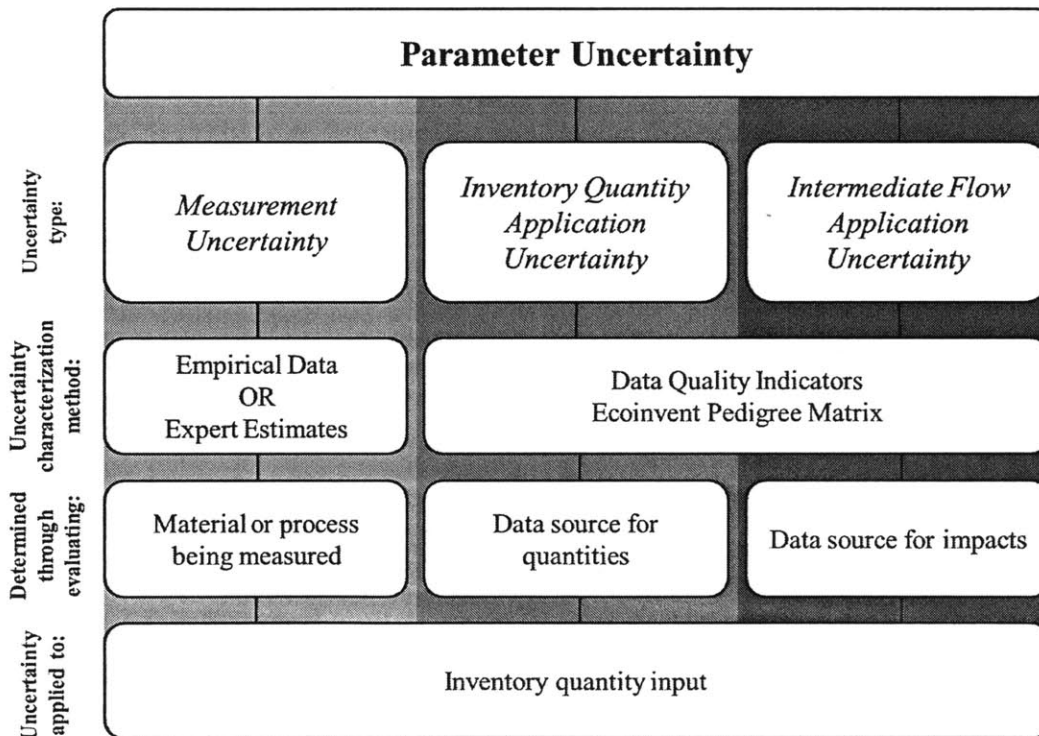 Parameter Uncertainty
Uncertainty
type:
Measurement
Uncertainty
Inventory Quantity
Application
Uncertainty
Intermediate Flow
Application
Uncertainty
Uncertainty
characterization
method:
Empirical Data
OR
Expert Estimates
Data Quality Indicators
Ecoinvent Pedigree Matrix
Determined
through
evaluating:
Material or process
being measured
Data source for
quantities
Data source for impacts
Uncertainty
applied to:
Inventory quantity input